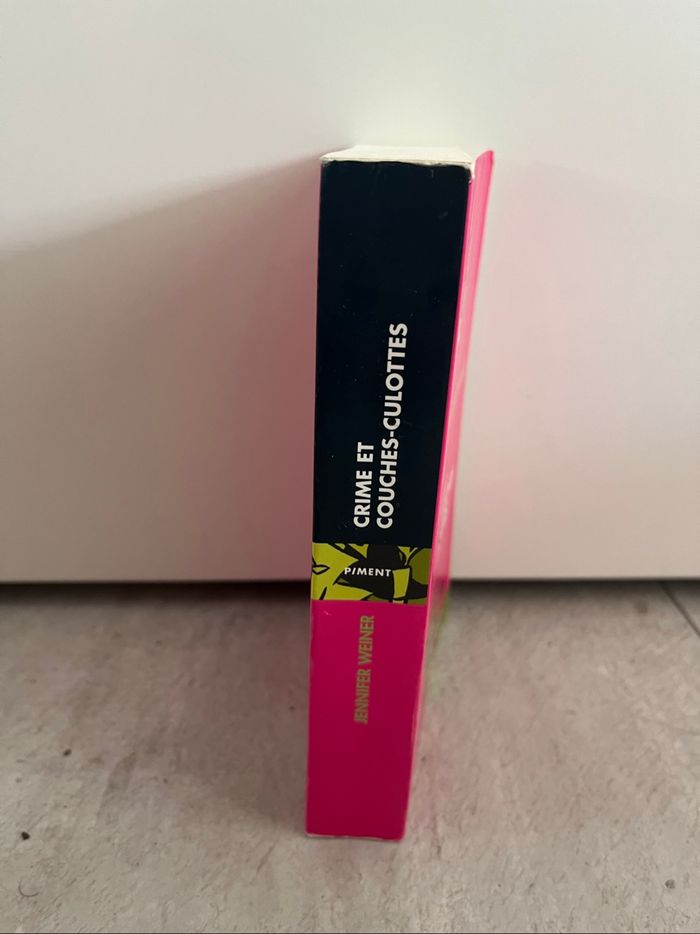 CRIME ET
COUCHES-CULOTTES
PIMENT
JENNIFER WEINER